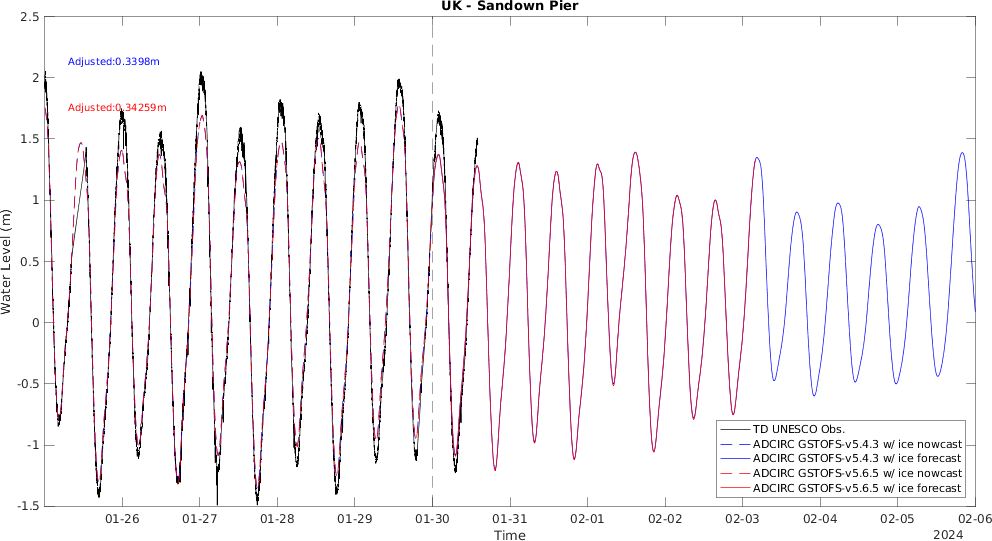 UK - Sandown Pier
2.5
2
1.5
1
0.5
0
-0.5
-1
-1.5
Water Level (m)
Adjusted:0.3398m
Adjusted:0.34259m
TD UNESCO Obs.
ADCIRC GSTOFS-v5.4.3 w/ ice nowcast
ADCIRC GSTOFS-v5.4.3 w/ ice forecast
ADCIRC GSTOFS-v5.6.5 w/ ice nowcast
ADCIRC GSTOFS-v5.6.5 w/ ice forecast
01-26 01-27 01-28 01-29 01-30 01-31 02-01 02-02 02-03 02-04 02-05 02-06
Time
2024